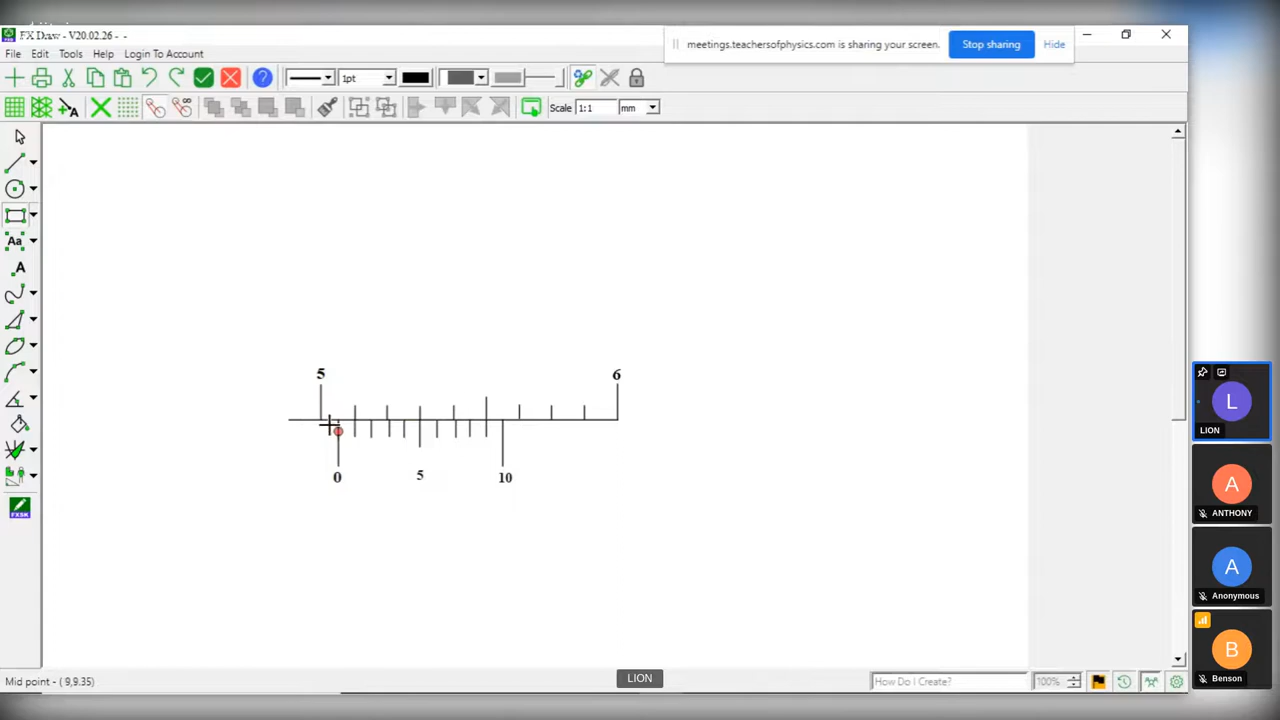 FX Draw - V20.02.26 - -
meetings.teachersofphysics.com is sharing your screen.
Stop sharing
Hide
File Edit Tools Help Login To Account
1pt
Scale 1:1 mm
Aa
A
FXSK
5 6
0 5 10
LION
A
ANTHONY
A
Anonymous
B
Benson
L
LION
Mid point - ( 9,9.35)
How Do I Create?
100%